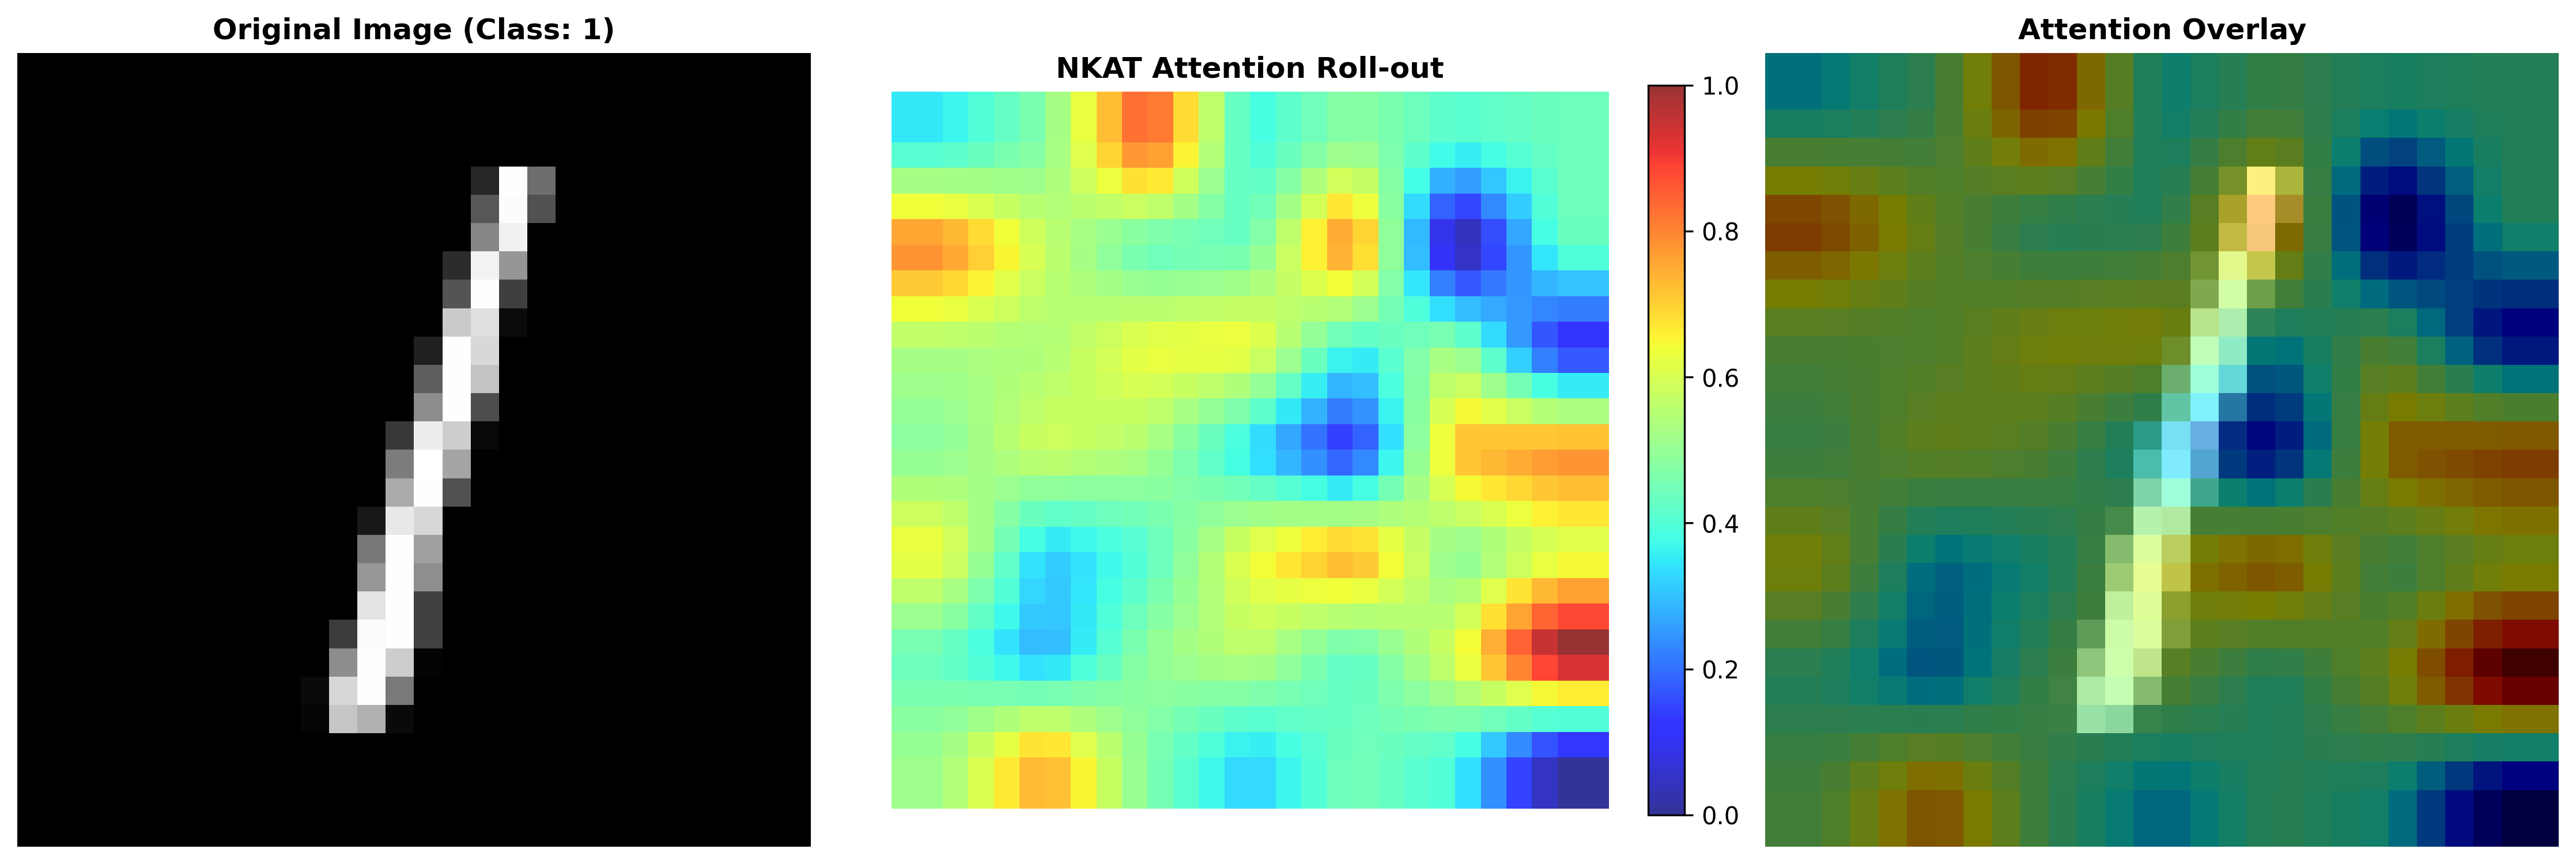 Original Image (Class: 1)
NKAT Attention Roll-out
Attention Overlay
1.0
0.8
0.6
0.4
0.2
0.0